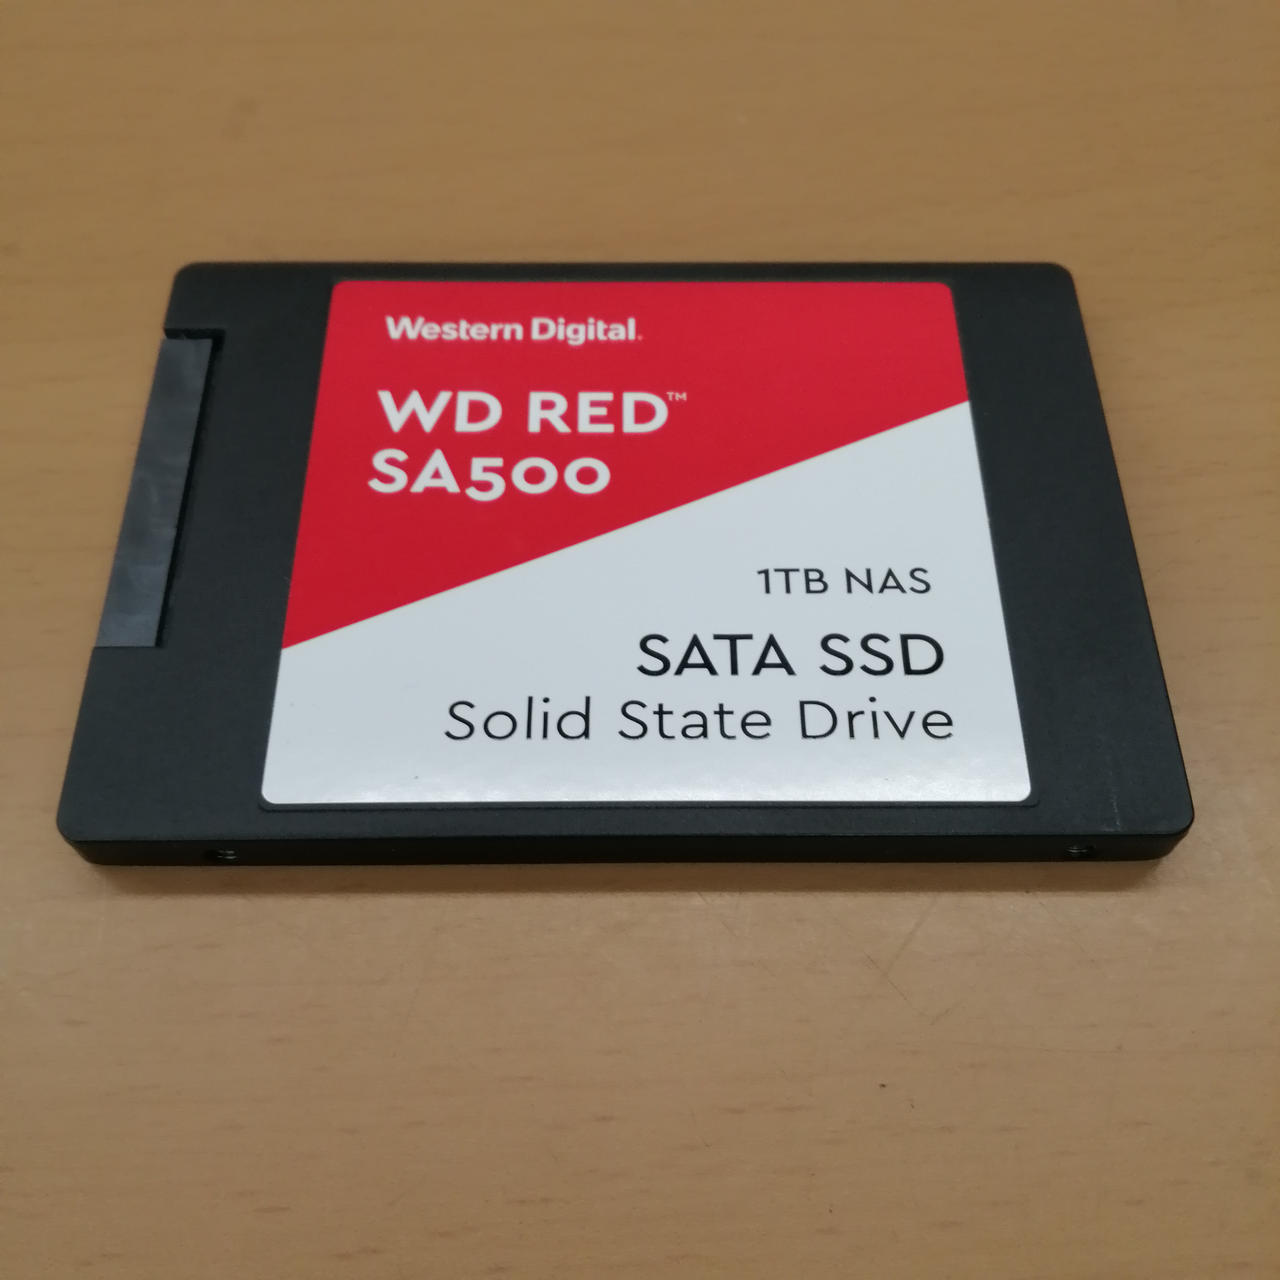 Western Digital.
WD RED™
SA500
1TB NAS
SATA SSD
Solid State Drive